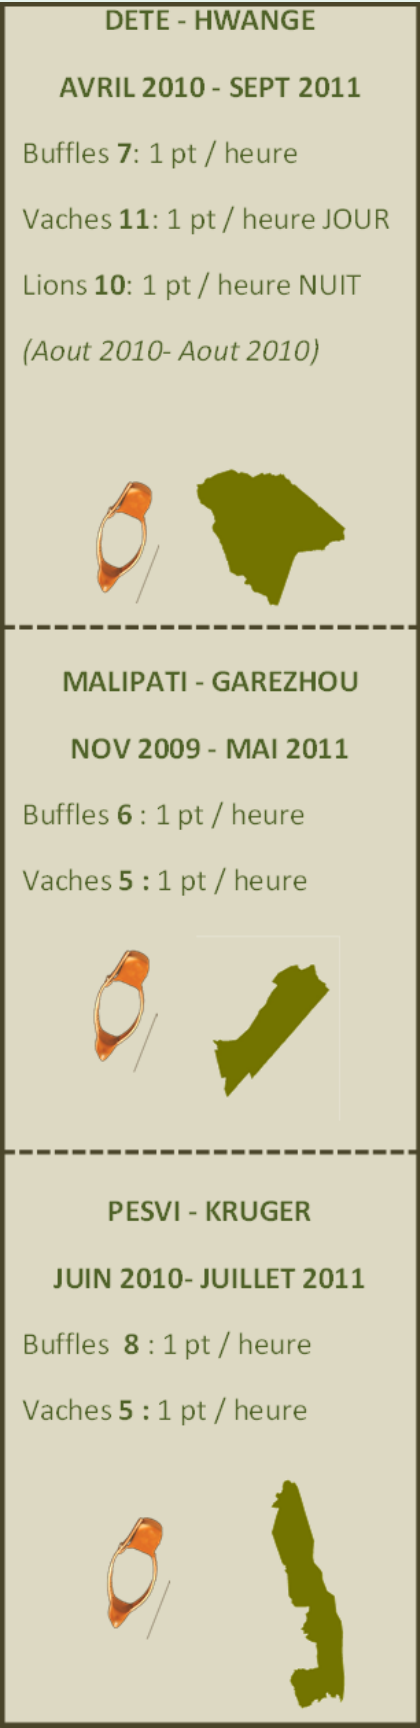 DETE - HWANGE
AVRIL 2010 - SEPT 2011
Buffles 7: 1 pt / heure
Vaches 11: 1 pt / heure JOUR
Lions 10: 1 pt / heure NUIT
(Aout 2010- Aout 2010)
MALIPATI - GAREZHOU
NOV 2009 - MAI 2011
Buffles 6 : 1 pt / heure
Vaches 5 : 1 pt / heure
PESVI - KRUGER
JUIN 2010- JUILLET 2011
Buffles 8 : 1 pt / heure
Vaches 5 : 1 pt / heure